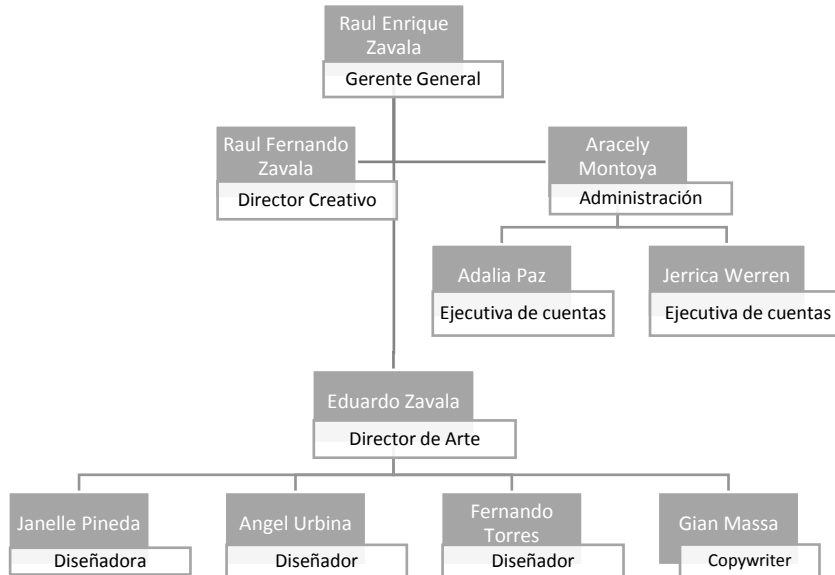 Raul Enrique
Zavala
Gerente General
Raul Fernando
Zavala
Director Creativo
Aracely
Montoya
Administración
Adalia Paz
Ejecutiva de cuentas
Jerrica Werren
Ejecutiva de cuentas
Eduardo Zavala
Director de Arte
Janelle Pineda
Diseñadora
Angel Urbina
Diseñador
Fernando
Torres
Diseñador
Gian Massa
Copywriter